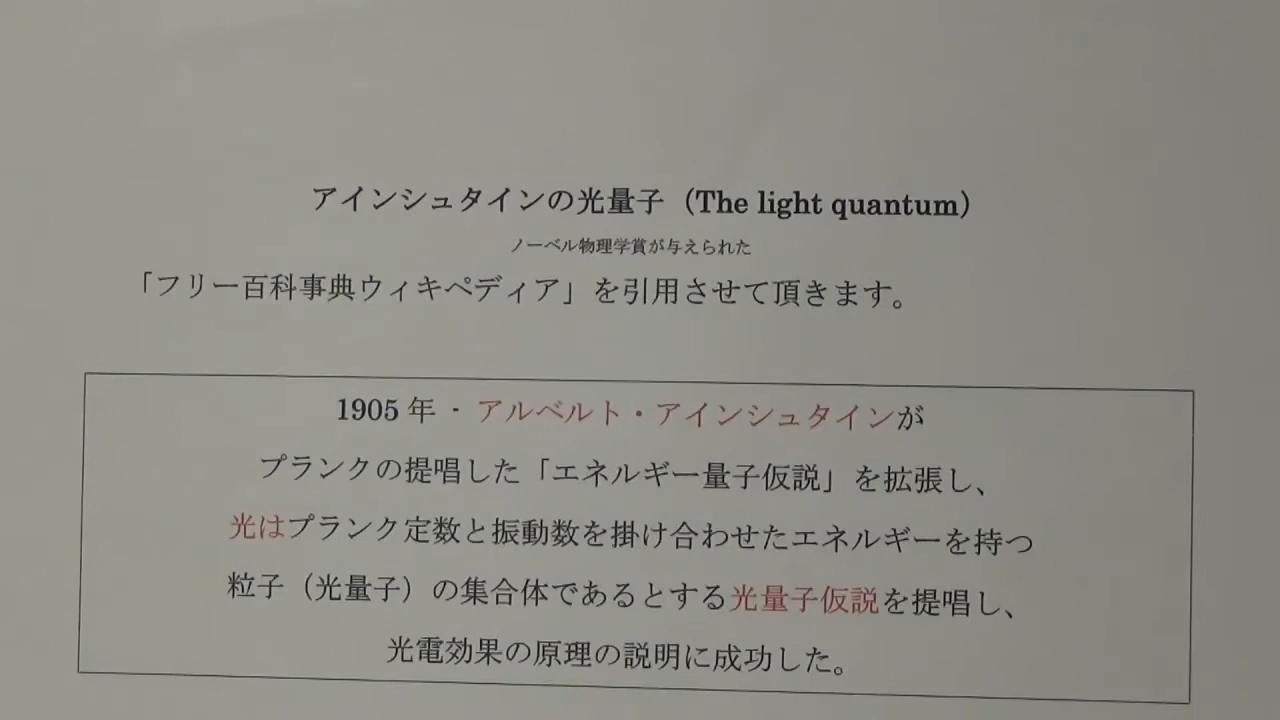 アインシュタインの光量子（The light quantum）
ノーベル物理学賞が与えられた
「フリー百科事典ウィキペディア」を引用させて頂きます。
1905 年 - アルベルト・アインシュタインが
プランクの提唱した「エネルギー量子仮説」を拡張し、
光はプランク定数と振動数を掛け合わせたエネルギーを持つ
粒子（光量子）の集合体であるとする光量子仮説を提唱し、
光電効果の原理の説明に成功した。